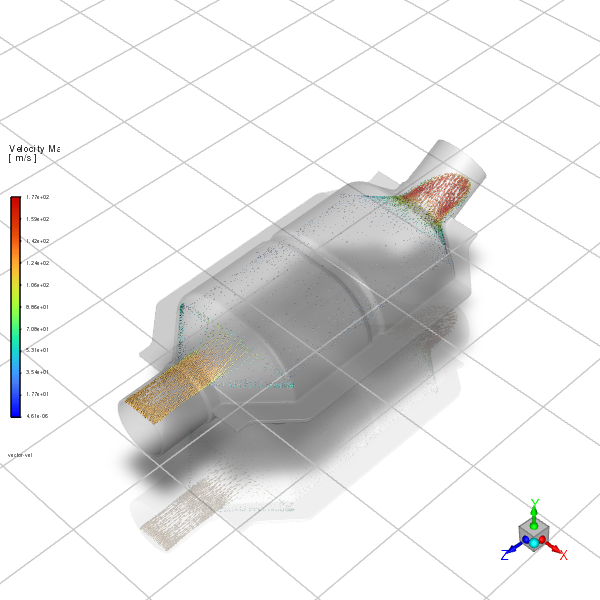 Velocity Ma
[ m/s ]
1.77e+02
1.59e+02
1.42e+02
1.24e+02
1.06e+02
8.86e+01
7.08e+01
5.31e+01
3.54e+01
1.77e+01
4.61e-06
vector-vel
Y
Z
X